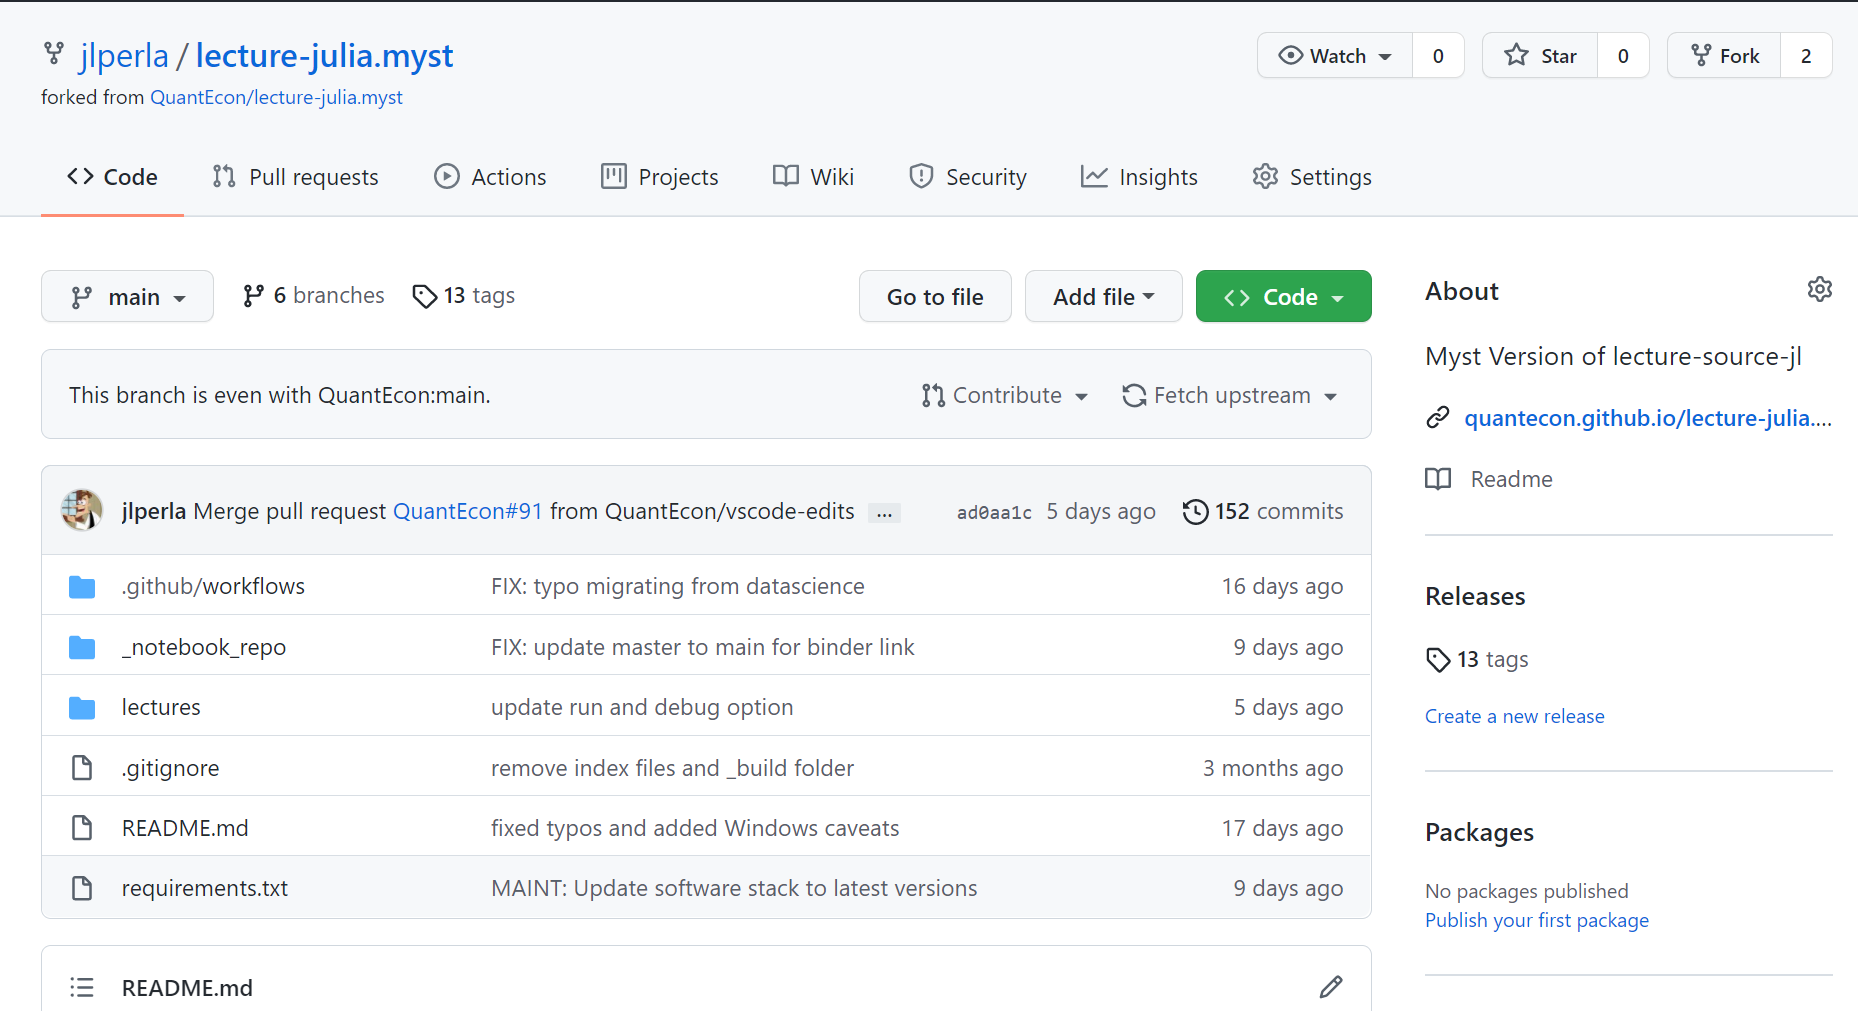 jlperla / lecture-julia.myst
Watch 0 Star 0 Fork 2
forked from QuantEcon/lecture-julia.myst
Code Pull requests Actions Projects Wiki Security Insights Settings
main 6 branches 13 tags Go to file Add file Code
This branch is even with QuantEcon:main. Contribute Fetch upstream
jlperla Merge pull request QuantEcon#91 from QuantEcon/vscode-edits ... ad0aa1c 5 days ago 152 commits
.github/workflows FIX: typo migrating from datascience 16 days ago
_notebook_repo FIX: update master to main for binder link 9 days ago
lectures update run and debug option 5 days ago
.gitignore remove index files and _build folder 3 months ago
README.md fixed typos and added Windows caveats 17 days ago
requirements.txt MAINT: Update software stack to latest versions 9 days ago
README.md
About
Myst Version of lecture-source-jl
quantecon.github.io/lecture-julia....
Readme
Releases
13 tags
Create a new release
Packages
No packages published
Publish your first package